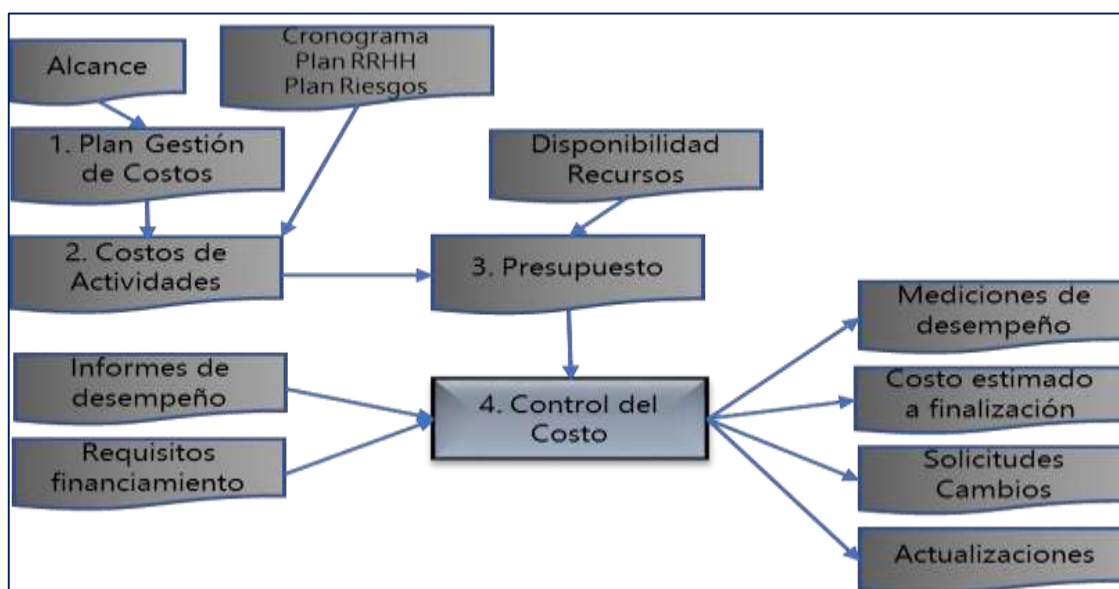 Alcance
Cronograma
Plan RRHH
Plan Riesgos
1. Plan Gestión
de Costos
Disponibilidad
Recursos
2. Costos de
Actividades
3. Presupuesto
Mediciones de
desempeño
Informes de
desempeño
4. Control del
Costo
Costo estimado
a finalización
Requisitos
financiamiento
Solicitudes
Cambios
Actualizaciones